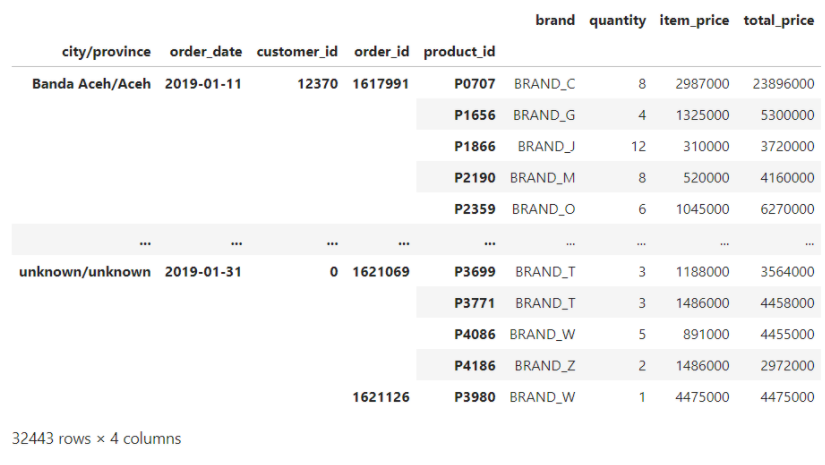 brand quantity item_price total_price
city/province order_date customer_id order_id product_id
Banda Aceh/Aceh 2019-01-11 12370 1617991 P0707 BRAND_C 8 2987000 23896000
P1656 BRAND_G 4 1325000 5300000
P1866 BRAND_J 12 310000 3720000
P2190 BRAND_M 8 520000 4160000
P2359 BRAND_O 6 1045000 6270000
... ... ... ... ... ... ... ... ...
unknown/unknown 2019-01-31 0 1621069 P3699 BRAND_T 3 1188000 3564000
P3771 BRAND_T 3 1486000 4458000
P4086 BRAND_W 5 891000 4455000
P4186 BRAND_Z 2 1486000 2972000
1621126 P3980 BRAND_W 1 4475000 4475000
32443 rows × 4 columns